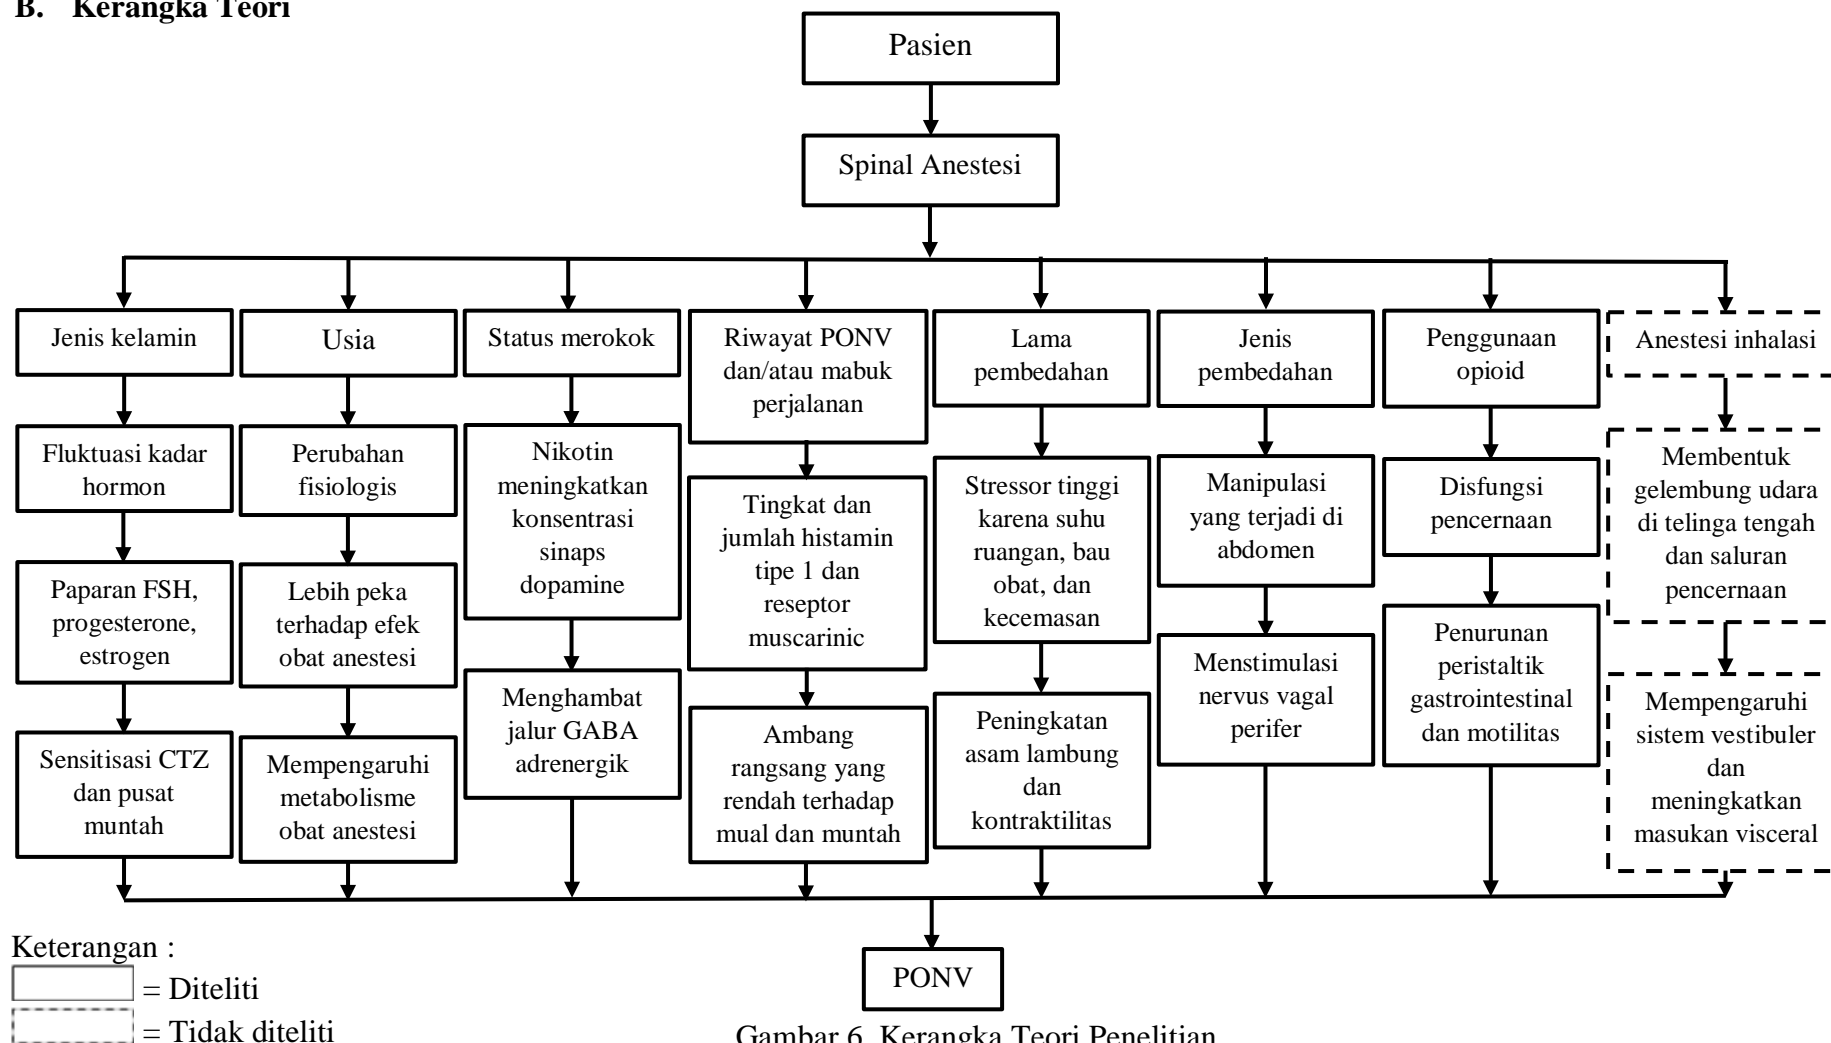 B. Kerangka Teori
Pasien
Spinal Anestesi
Jenis kelamin
Fluktuasi kadar
hormon
Paparan FSH,
progesterone,
estrogen
Sensitisasi CTZ
dan pusat
muntah
Usia
Perubahan
fisiologis
Lebih peka
terhadap efek
obat anestesi
Mempengaruhi
metabolisme
obat anestesi
Status merokok
Nikotin
meningkatkan
konsentrasi
sinaps
dopamine
Menghambat
jalur GABA
adrenergik
Riwayat PONV
dan/atau mabuk
perjalanan
Tingkat dan
jumlah histamin
tipe 1 dan
reseptor
muscarinic
Ambang
rangsang yang
rendah terhadap
mual dan muntah
Lama
pembedahan
Stressor tinggi
karena suhu
ruangan, bau
obat, dan
kecemasan
Peningkatan
asam lambung
dan
kontraktilitas
Jenis
pembedahan
Manipulasi
yang terjadi di
abdomen
Menstimulasi
nervus vagal
perifer
Penggunaan
opioid
Disfungsi
pencernaan
Penurunan
peristaltik
gastrointestinal
dan motilitas
Anestesi inhalasi
Membentuk
gelembung udara
di telinga tengah
dan saluran
pencernaan
Mempengaruhi
sistem vestibuler
dan
meningkatkan
masukan visceral
PONV
Keterangan :
= Diteliti
= Tidak diteliti
Gambar 6. Kerangka Teori Penelitian